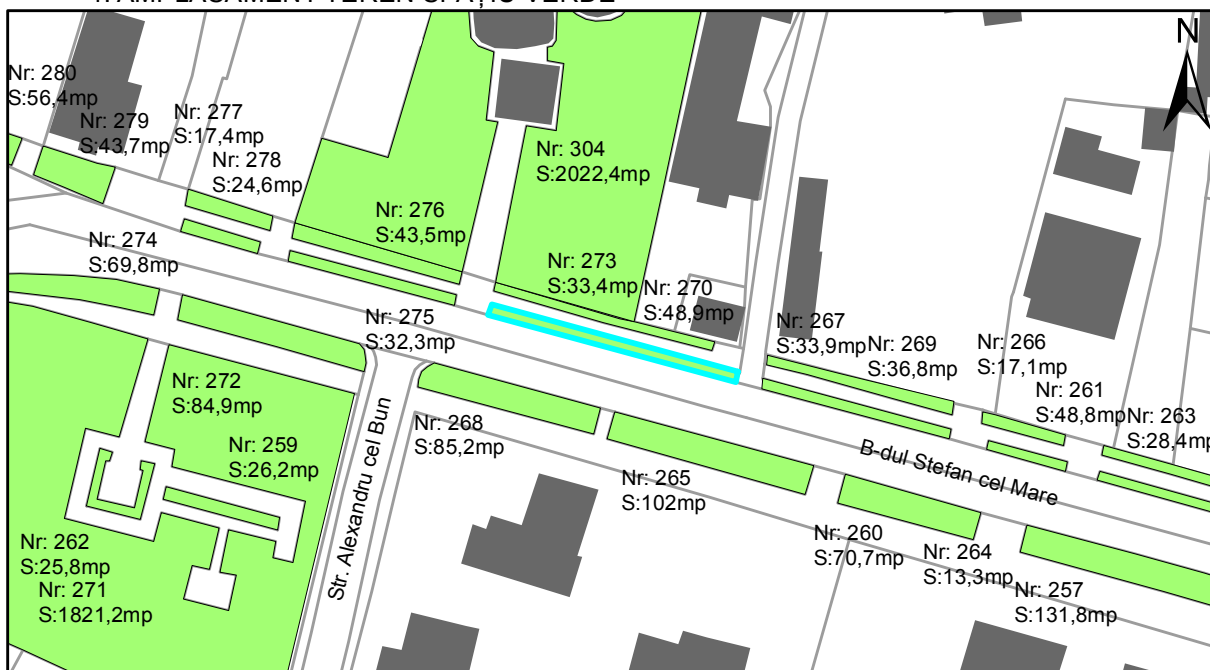 1. AMPLASAMENT TEREN SPAȚIU VERDE
N
Nr: 280
S:56,4mp
Nr: 279
S:43,7mp
Nr: 277
S:17,4mp
Nr: 278
S:24,6mp
Nr: 304
S:2022,4mp
Nr: 276
S:43,5mp
Nr: 274
S:69,8mp
Nr: 273
S:33,4mp
Nr: 270
S:48,9mp
Nr: 275
S:32,3mp
Nr: 267
S:33,9mp
Nr: 269
S:36,8mp
Nr: 266
S:17,1mp
Nr: 261
S:48,8mp
Nr: 263
S:28,4mp
Nr: 272
S:84,9mp
Nr: 268
S:85,2mp
Nr: 259
S:26,2mp
B-dul Stefan cel Mare
Nr: 265
S:102mp
Str. Alexandru cel Bun
Nr: 262
S:25,8mp
Nr: 260
S:70,7mp
Nr: 264
S:13,3mp
Nr: 271
S:1821,2mp
Nr: 257
S:131,8mp